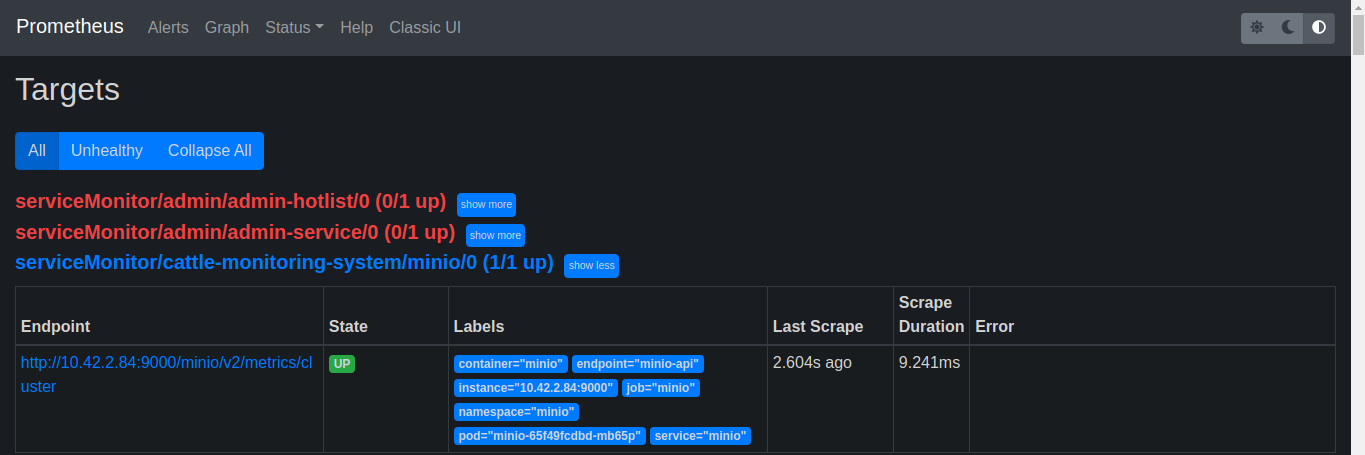 Prometheus Alerts Graph Status Help Classic UI
Targets
All Unhealthy Collapse All
serviceMonitor/admin/admin-hotlist/0 (0/1 up) show more
serviceMonitor/admin/admin-service/0 (0/1 up) show more
serviceMonitor/cattle-monitoring-system/minio/0 (1/1 up) show less
Endpoint State Labels Last Scrape Scrape Duration Error
http://10.42.2.84:9000/minio/v2/metrics/cl
uster
UP
container="minio" endpoint="minio-api"
instance="10.42.2.84:9000" job="minio"
namespace="minio"
pod="minio-65f49fcdbd-mb65p" service="minio"
2.604s ago
9.241ms